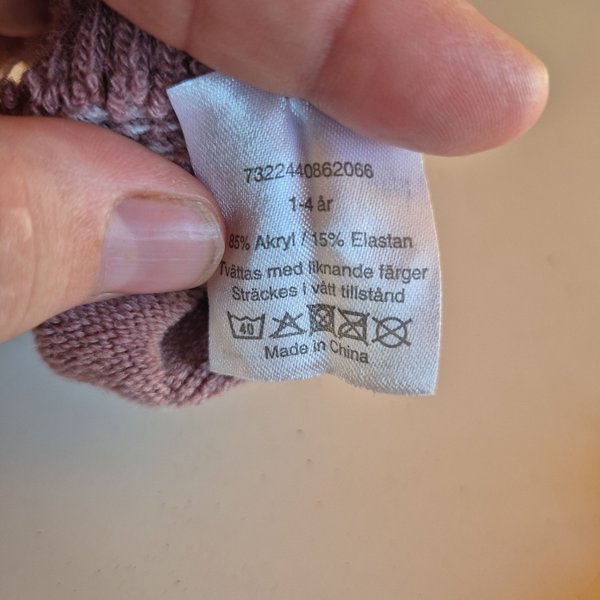 7322440862066
1-4 år
85% Akryl / 15% Elastan
Tvättas med liknande färger
Sträckes i vått tillstånd
40
Made in China